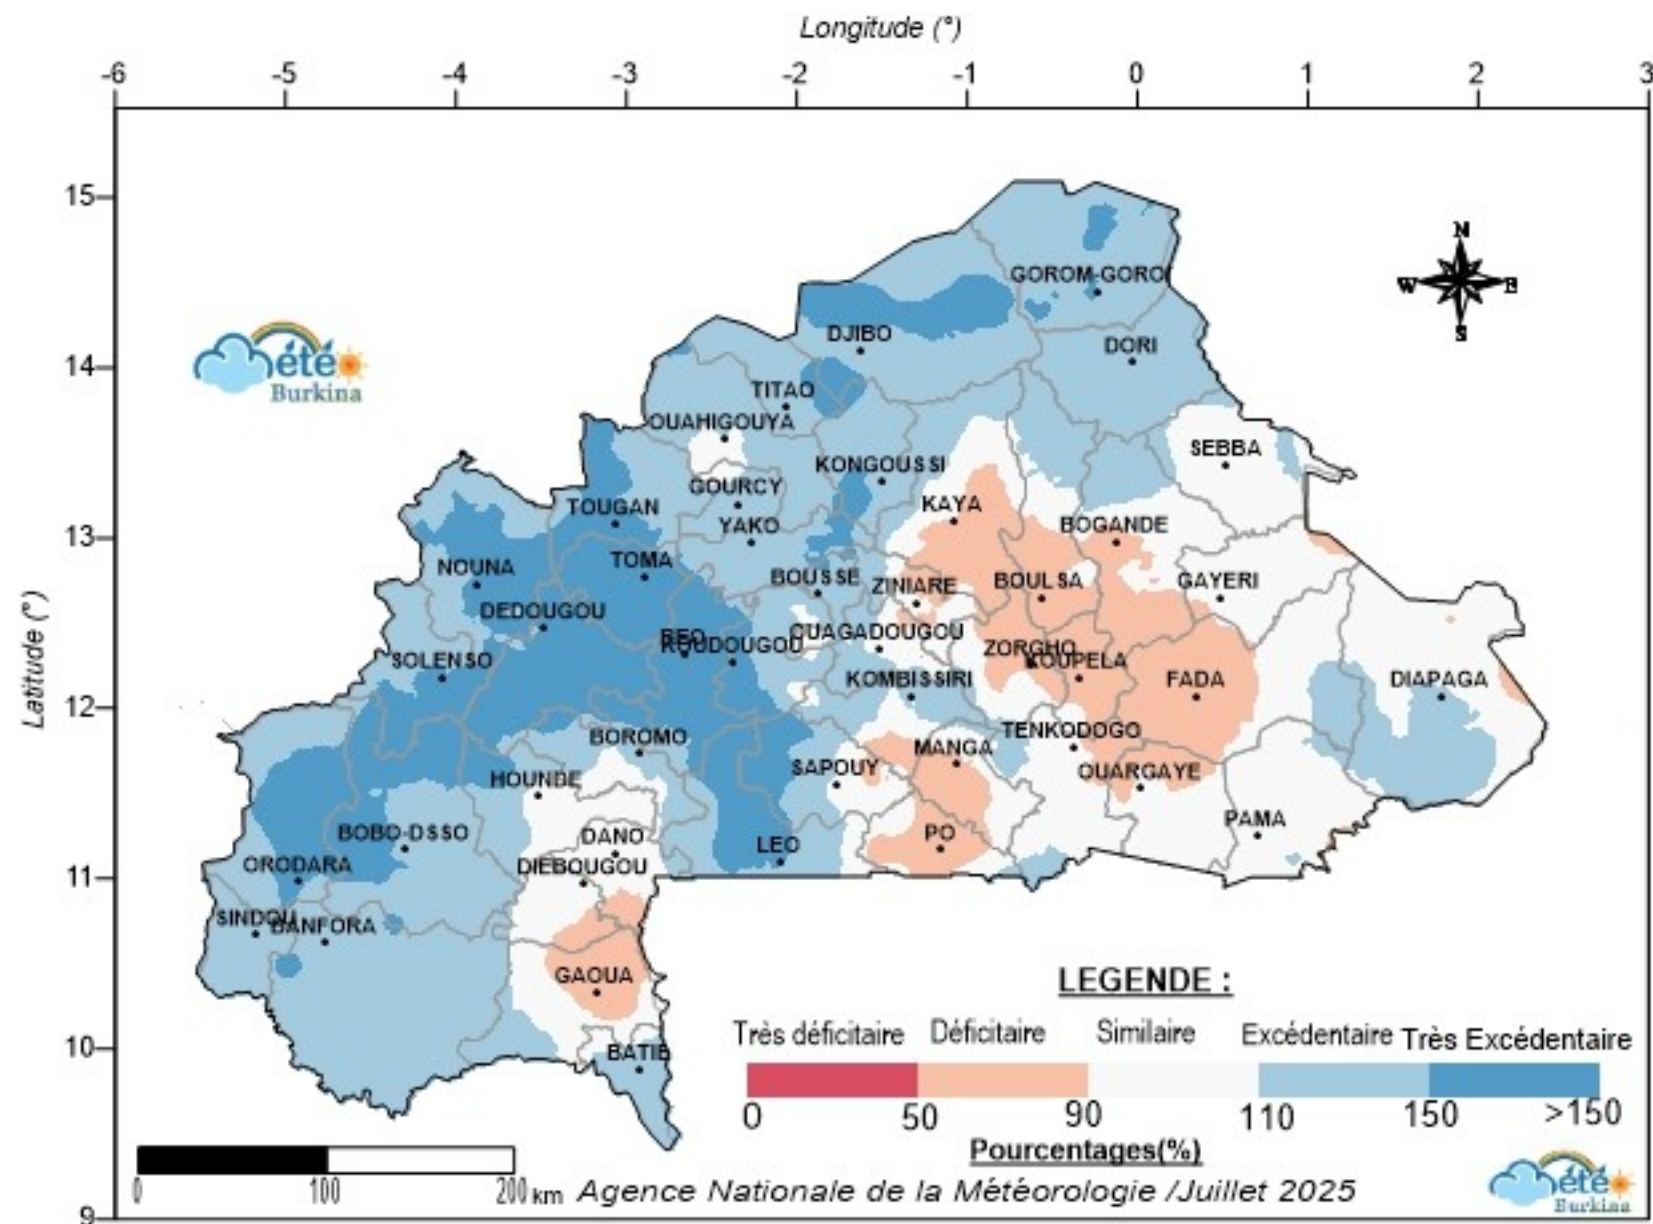 Longitude (°)
-6 -5 -4 -3 -2 -1 0 1 2 3
15
14
13
12
11
10
9
Latitude (°)
N
W E
S
été
Burkina
GOROM-GORO
DJIBO
DORI
TITAO
OUAHIGOUYA
SEBBA
KONGOUSSI
GOURCY
KAYA
TOUGAN
YAKO
BOGANDE
TOMA
NOUNA
BOUSSE
ZINIARE
BOULSA
GAYERI
DEDOUGOU
OUAGADOUGOU
REO
KOUDOUGOU
ZORGHO
KOUPELA
SOLENSO
KOMBISSIRI
FADA
DIAPAGA
BOROMO
TENKODOGO
MANGA
SAPOUY
OUARGAYE
HOUNDE
BOBO-DSSO
DANO
LEO
PO
PAMA
ORODARA
DIEBOUGOU
SINDOU
BANFORA
GAOUA
BATIE
LEGENDE :
Très déficitaire Déficitaire Similaire Excédentaire Très Excédentaire
0 50 90 110 150 >150
Pourcentages(%)
0 100 200 km
Agence Nationale de la Météorologie /Juillet 2025
été
Burkina